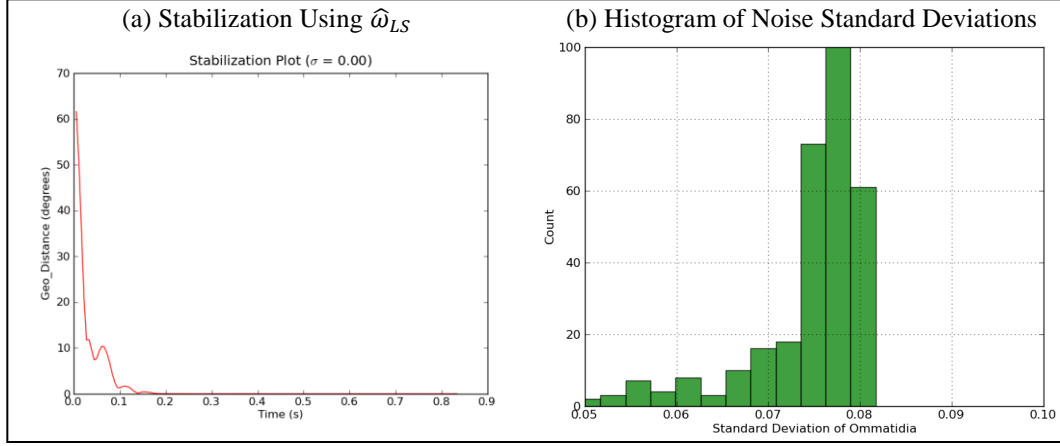 (a) Stabilization Using ω̂_LS
Stabilization Plot (σ = 0.00)
70
60
50
40
30
20
10
0
Geo_Distance (degrees)
0.0 0.1 0.2 0.3 0.4 0.5 0.6 0.7 0.8 0.9
Time (s)
(b) Histogram of Noise Standard Deviations
100
80
60
40
20
0
Count
0.05 0.06 0.07 0.08 0.09 0.10
Standard Deviation of Ommatidia